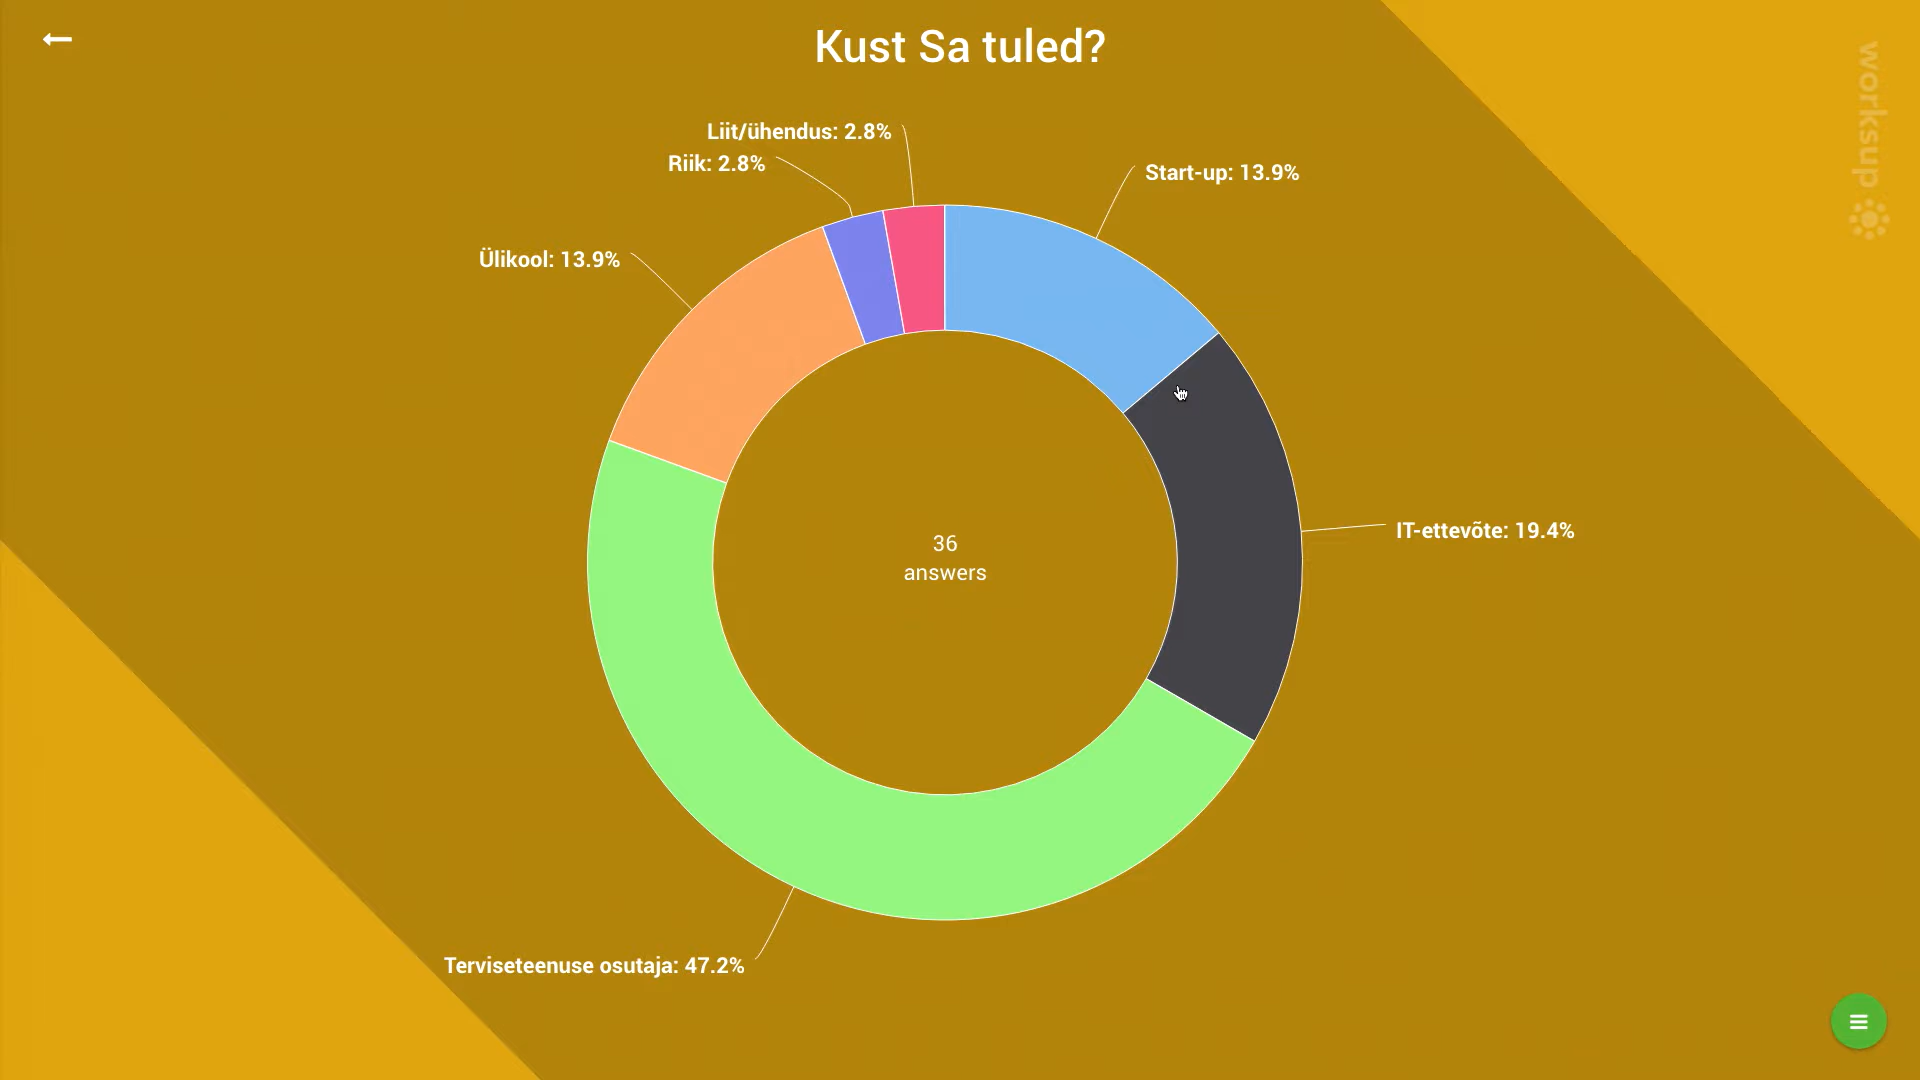 Kust Sa tuled?
worksup
Liit/ühendus: 2.8%
Riik: 2.8%
Start-up: 13.9%
Ülikool: 13.9%
IT-ettevõte: 19.4%
36
answers
Terviseteenuse osutaja: 47.2%